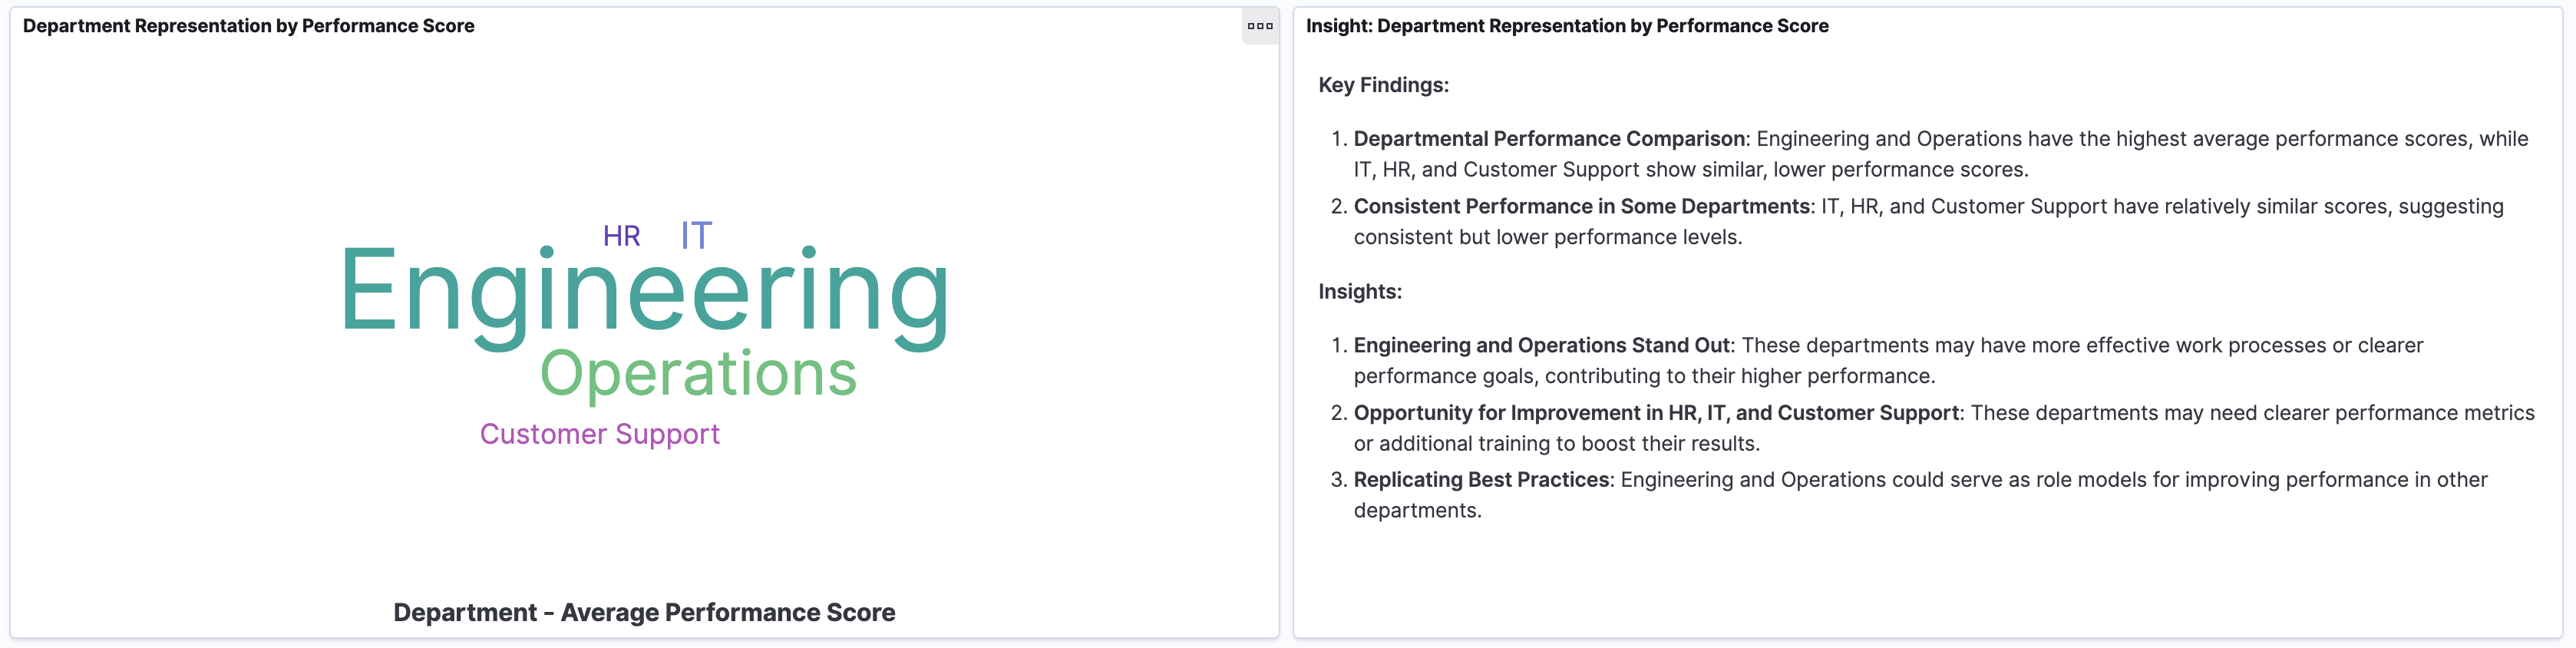 Department Representation by Performance Score
HR IT
Engineering
Operations
Customer Support
Department - Average Performance Score
Insight: Department Representation by Performance Score
Key Findings:
1. Departmental Performance Comparison: Engineering and Operations have the highest average performance scores, while
IT, HR, and Customer Support show similar, lower performance scores.
2. Consistent Performance in Some Departments: IT, HR, and Customer Support have relatively similar scores, suggesting
consistent but lower performance levels.
Insights:
1. Engineering and Operations Stand Out: These departments may have more effective work processes or clearer
performance goals, contributing to their higher performance.
2. Opportunity for Improvement in HR, IT, and Customer Support: These departments may need clearer performance metrics
or additional training to boost their results.
3. Replicating Best Practices: Engineering and Operations could serve as role models for improving performance in other
departments.